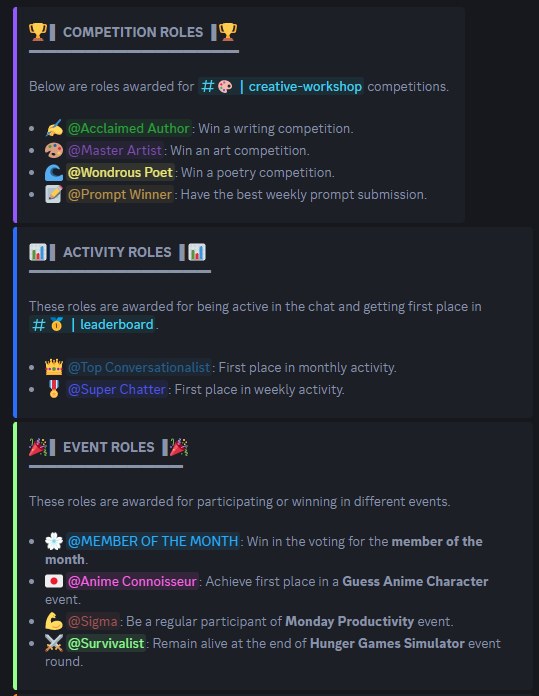 🏆▌COMPETITION ROLES ▐🏆
Below are roles awarded for #🎨 | creative-workshop competitions.
• ✍️ @Acclaimed Author: Win a writing competition.
• 🎨 @Master Artist: Win an art competition.
• 🌊 @Wondrous Poet: Win a poetry competition.
• 📝 @Prompt Winner: Have the best weekly prompt submission.
📊▌ACTIVITY ROLES ▐📊
These roles are awarded for being active in the chat and getting first place in
#🥇 | leaderboard.
• 👑 @Top Conversationalist: First place in monthly activity.
• 🎖️ @Super Chatter: First place in weekly activity.
🎉▌EVENT ROLES ▐🎉
These roles are awarded for participating or winning in different events.
• 💮 @MEMBER OF THE MONTH: Win in the voting for the member of the
month.
• 🇯🇵 @Anime Connoisseur: Achieve first place in a Guess Anime Character
event.
• 💪 @Sigma: Be a regular participant of Monday Productivity event.
• ⚔️ @Survivalist: Remain alive at the end of Hunger Games Simulator event
round.